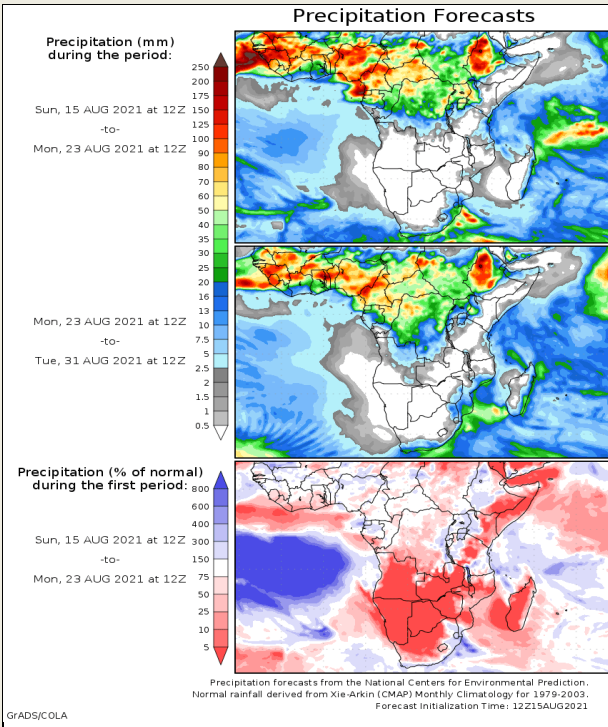 Precipitation Forecasts
Precipitation (mm)
during the period:
Sun, 15 AUG 2021 at 12Z
-to-
Mon, 23 AUG 2021 at 12Z
250
200
175
150
125
100
90
80
70
60
50
40
35
30
25
20
16
13
10
7.5
5
2.5
2
1.5
1
0.5
Mon, 23 AUG 2021 at 12Z
-to-
Tue, 31 AUG 2021 at 12Z
Precipitation (% of normal)
during the first period:
Sun, 15 AUG 2021 at 12Z
-to-
Mon, 23 AUG 2021 at 12Z
800
600
400
300
150
75
50
25
10
5
Precipitation forecasts from the National Centers for Environmental Prediction.
Normal rainfall derived from Xie-Arkin (CMAP) Monthly Climatology for 1979-2003.
Forecast Initialization Time: 12Z15AUG2021
GrADS/COLA